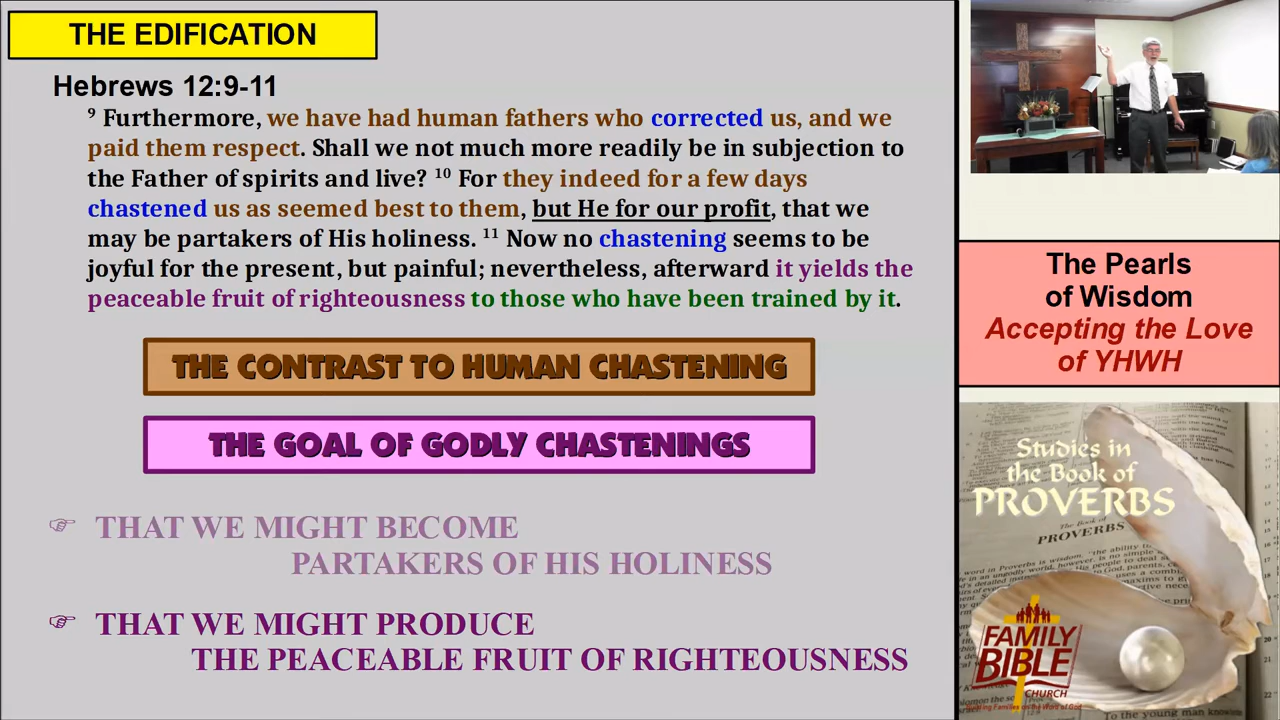 THE EDIFICATION
Hebrews 12:9-11
⁹ Furthermore, we have had human fathers who corrected us, and we
paid them respect. Shall we not much more readily be in subjection to
the Father of spirits and live? ¹⁰ For they indeed for a few days
chastened us as seemed best to them, but He for our profit, that we
may be partakers of His holiness. ¹¹ Now no chastening seems to be
joyful for the present, but painful; nevertheless, afterward it yields the
peaceable fruit of righteousness to those who have been trained by it.
THE CONTRAST TO HUMAN CHASTENING
THE GOAL OF GODLY CHASTENINGS
☞ THAT WE MIGHT BECOME
PARTAKERS OF HIS HOLINESS
☞ THAT WE MIGHT PRODUCE
THE PEACEABLE FRUIT OF RIGHTEOUSNESS
The Pearls
of Wisdom
Accepting the Love
of YHWH
Studies in
the Book of
PROVERBS
The Book of
PROVERBS
FAMILY
BIBLE
CHURCH
To the young man